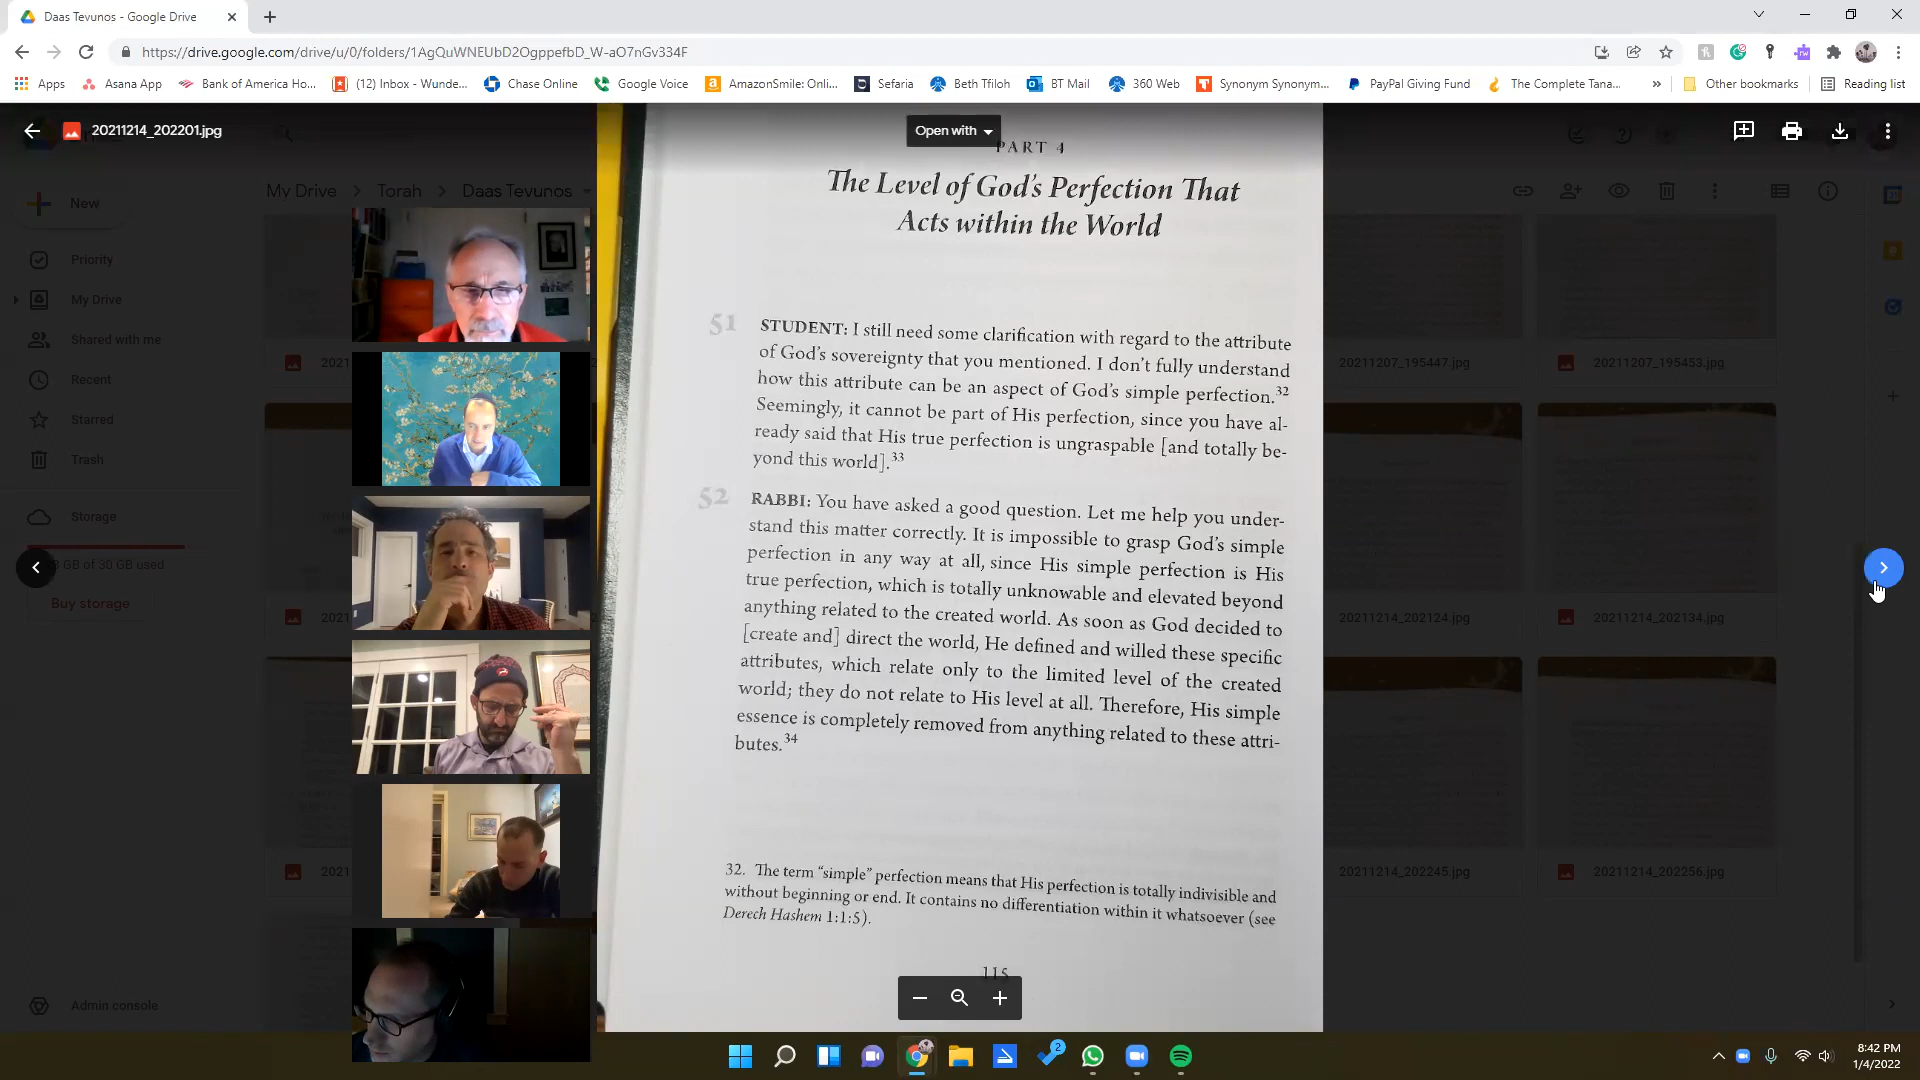 Daas Tevunos - Google Drive
https://drive.google.com/drive/u/0/folders/1AgQuWNEUbD2OgppefbD_W-aO7nGv334F
Apps
Asana App
Bank of America Ho...
(12) Inbox - Wunde...
Chase Online
Google Voice
AmazonSmile: Onli...
Sefaria
Beth Tfiloh
BT Mail
360 Web
Synonym Synonym...
PayPal Giving Fund
The Complete Tana...
Other bookmarks
Reading list
20211214_202201.jpg
Open with
My Drive
Torah
Daas Tevunos
New
Priority
My Drive
Shared with me
Recent
Starred
Trash
Storage
GB of 30 GB used
Buy storage
Admin console
PART 4
The Level of God's Perfection That
Acts within the World
51 STUDENT: I still need some clarification with regard to the attribute
of God's sovereignty that you mentioned. I don't fully understand
how this attribute can be an aspect of God's simple perfection.32
Seemingly, it cannot be part of His perfection, since you have al-
ready said that His true perfection is ungraspable [and totally be-
yond this world].33
52 RABBI: You have asked a good question. Let me help you under-
stand this matter correctly. It is impossible to grasp God's simple
perfection in any way at all, since His simple perfection is His
true perfection, which is totally unknowable and elevated beyond
anything related to the created world. As soon as God decided to
[create and] direct the world, He defined and willed these specific
attributes, which relate only to the limited level of the created
world; they do not relate to His level at all. Therefore, His simple
essence is completely removed from anything related to these attri-
butes.34
32. The term "simple" perfection means that His perfection is totally indivisible and
without beginning or end. It contains no differentiation within it whatsoever (see
Derech Hashem 1:1:5).
115
20211207_195447.jpg
20211207_195453.jpg
20211214_202124.jpg
20211214_202134.jpg
20211214_202245.jpg
20211214_202256.jpg
2
8:42 PM
1/4/2022